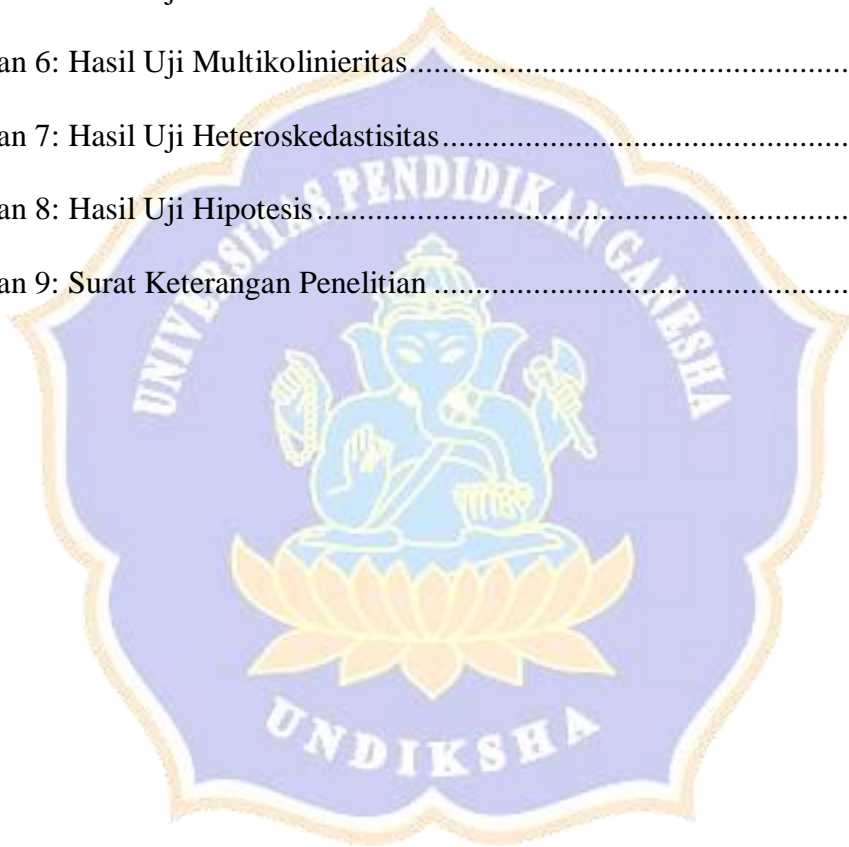 an 6: Hasil Uji Multikolinieritas.......................................................
an 7: Hasil Uji Heteroskedastisitas...................................................
an 8: Hasil Uji Hipotesis...................................................................
an 9: Surat Keterangan Penelitian.....................................................
UNIVERSITAS PENDIDIKAN GANESHA
UNDIKSHA